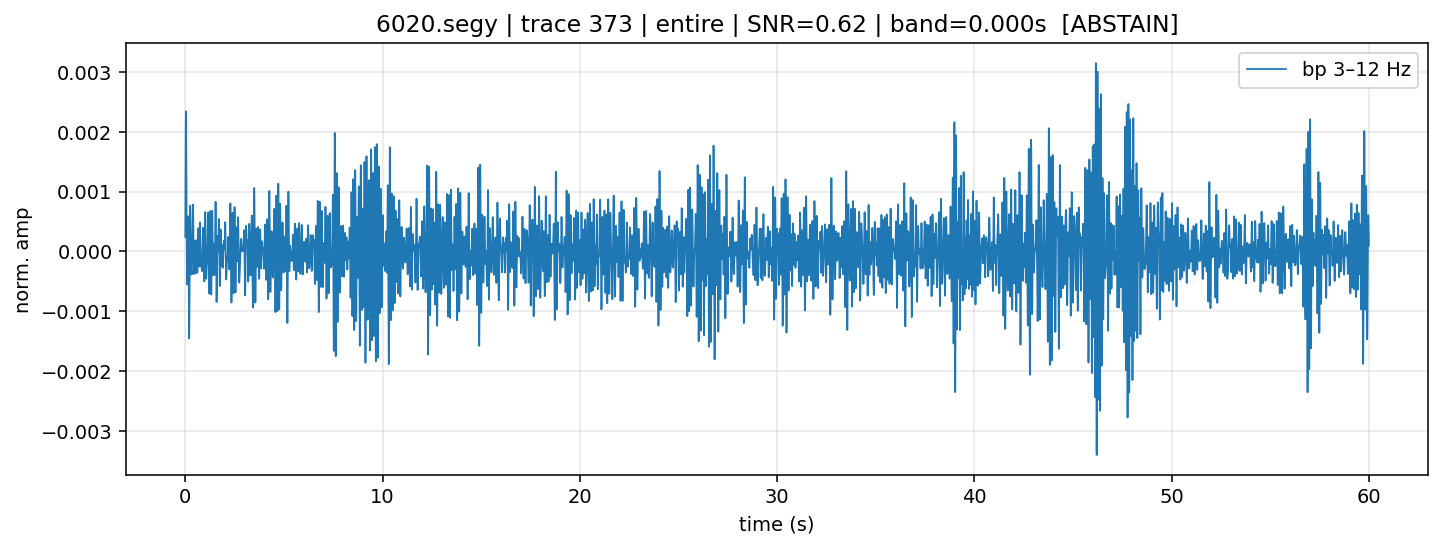 6020.segy | trace 373 | entire | SNR=0.62 | band=0.000s  [ABSTAIN]
bp 3–12 Hz
norm. amp
0.003
0.002
0.001
0.000
−0.001
−0.002
−0.003
0 10 20 30 40 50 60
time (s)